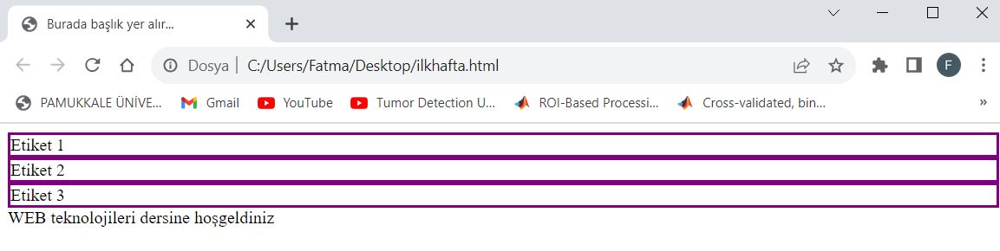 Burada başlık yer alır...
Dosya | C:/Users/Fatma/Desktop/ilkhafta.html
F
PAMUKKALE ÜNİVE... Gmail YouTube Tumor Detection U... ROI-Based Processi... Cross-validated, bin... »
Etiket 1
Etiket 2
Etiket 3
WEB teknolojileri dersine hoşgeldiniz